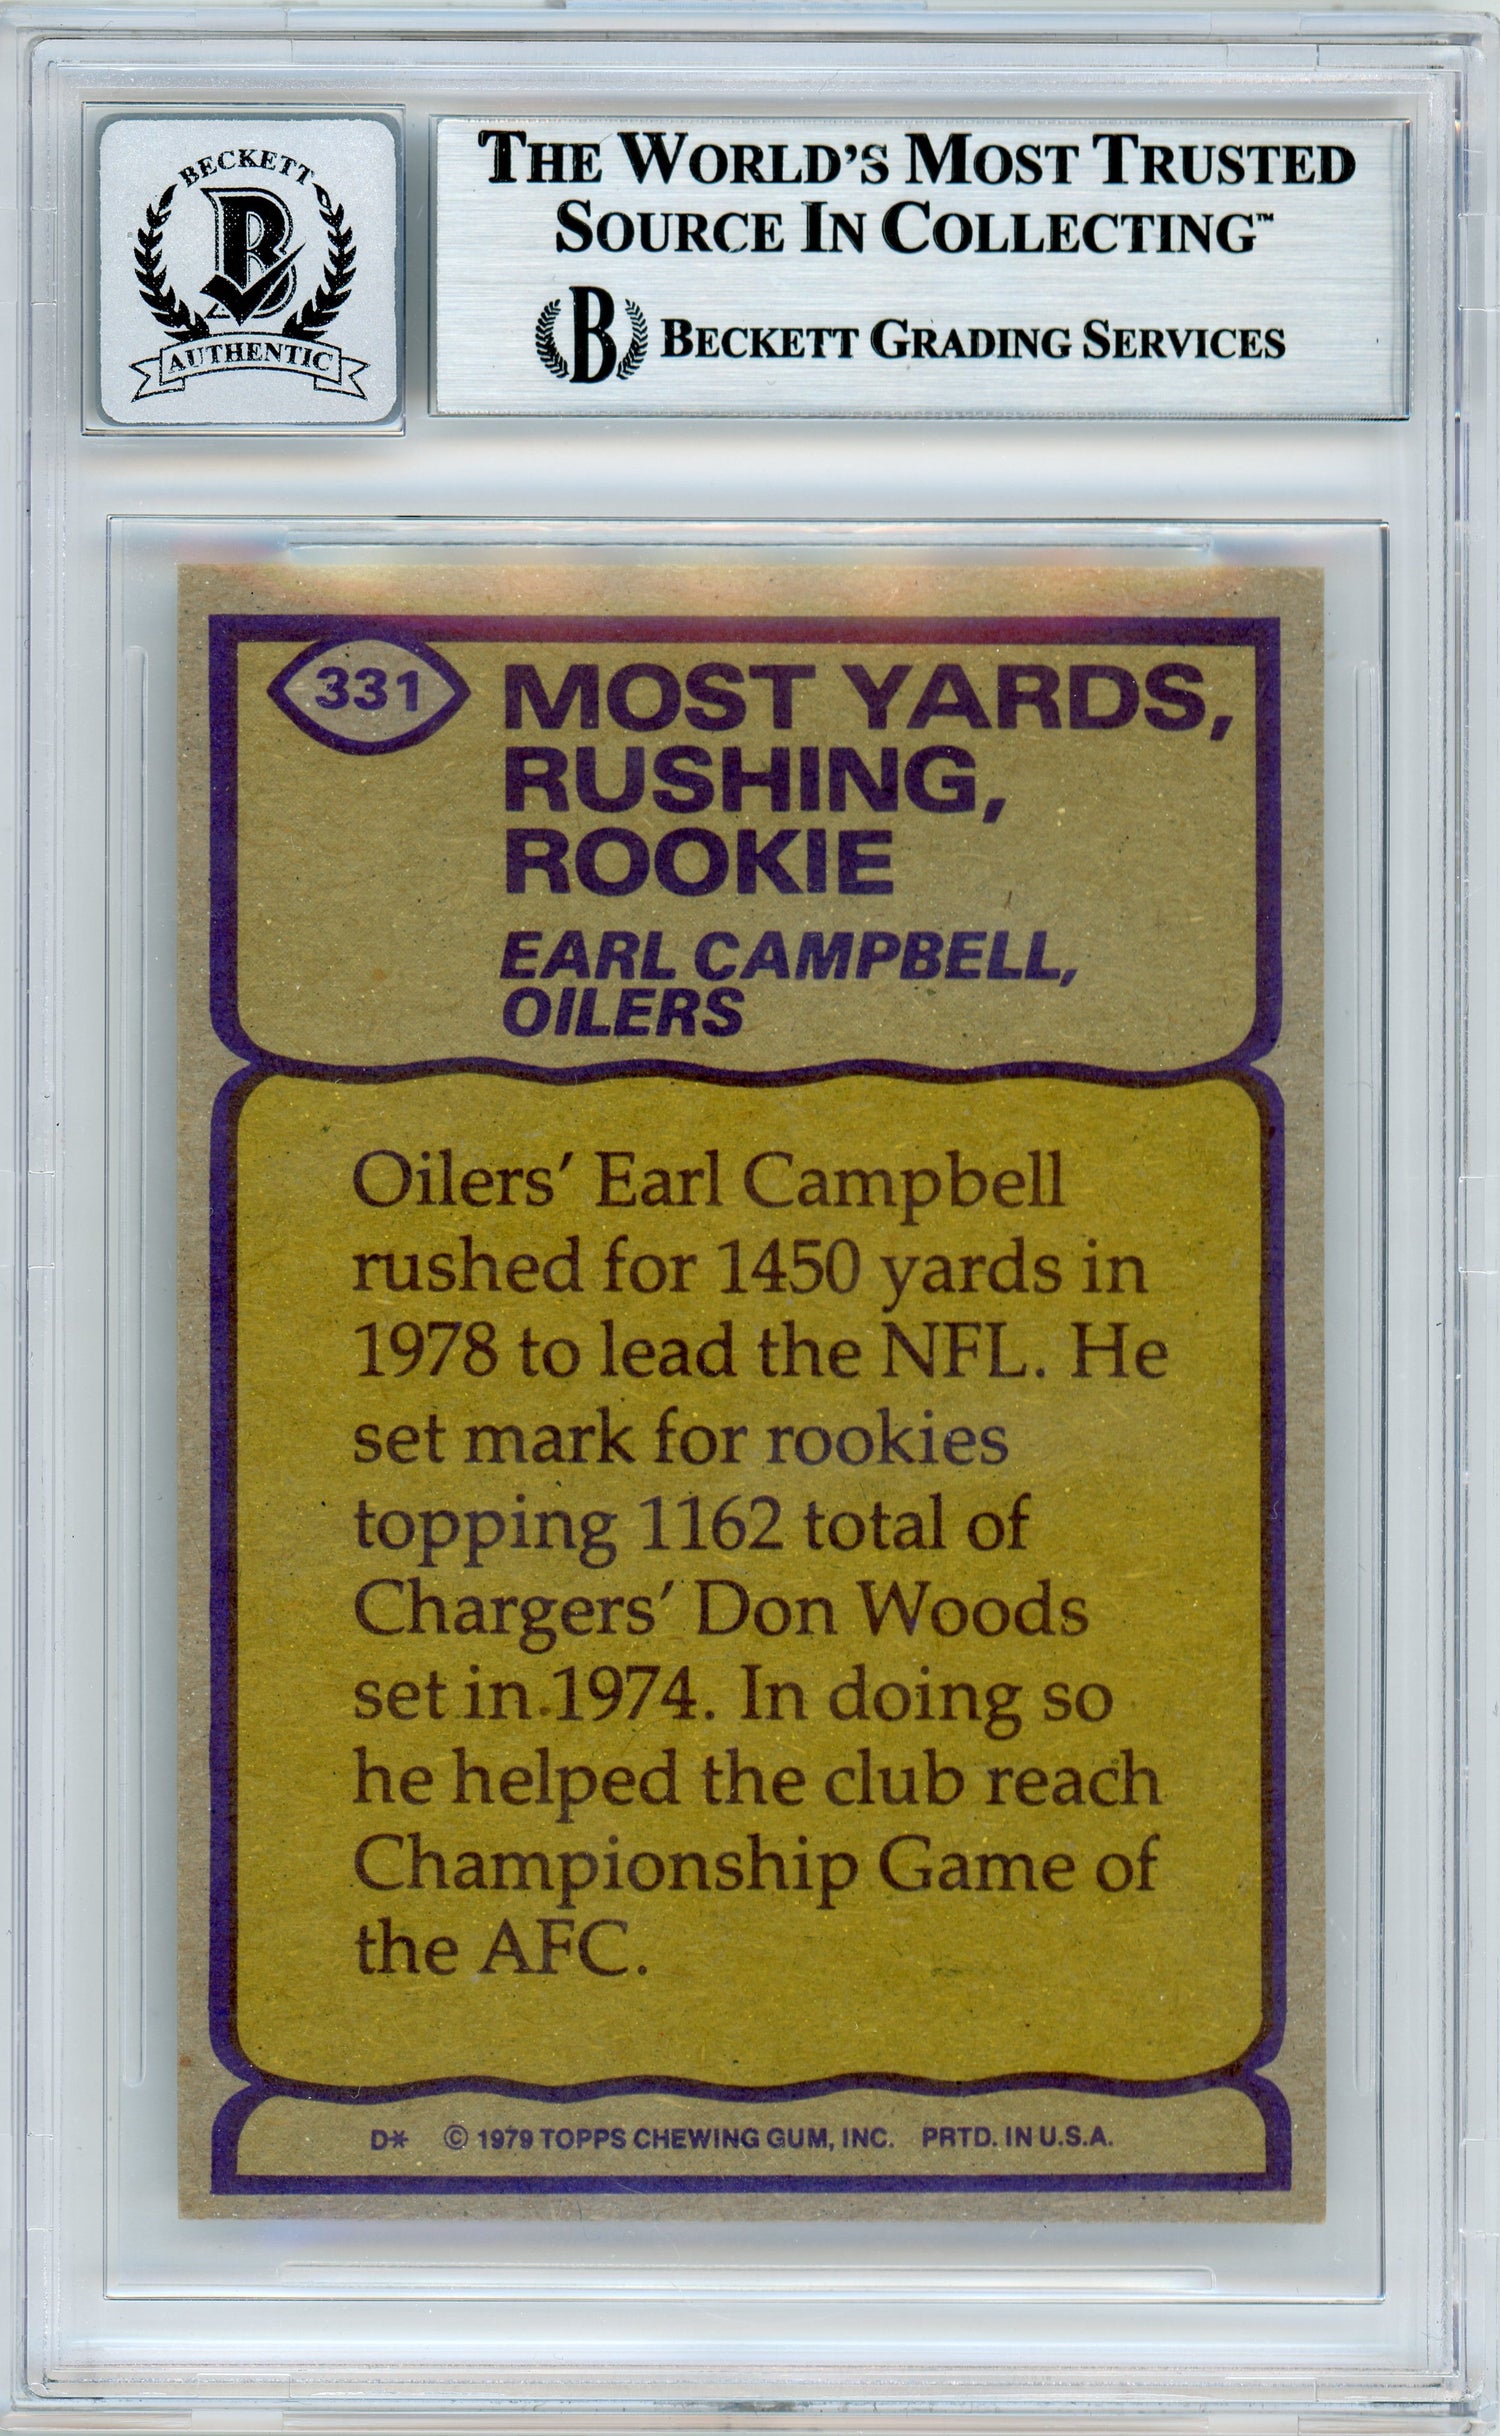 BECKETT
B
AUTHENTIC
THE WORLD'S MOST TRUSTED
SOURCE IN COLLECTING™
B BECKETT GRADING SERVICES
331
MOST YARDS,
RUSHING,
ROOKIE
EARL CAMPBELL,
OILERS
Oilers' Earl Campbell
rushed for 1450 yards in
1978 to lead the NFL. He
set mark for rookies
topping 1162 total of
Chargers' Don Woods
set in 1974. In doing so
he helped the club reach
Championship Game of
the AFC.
D* © 1979 TOPPS CHEWING GUM, INC. PRTD. IN U.S.A.